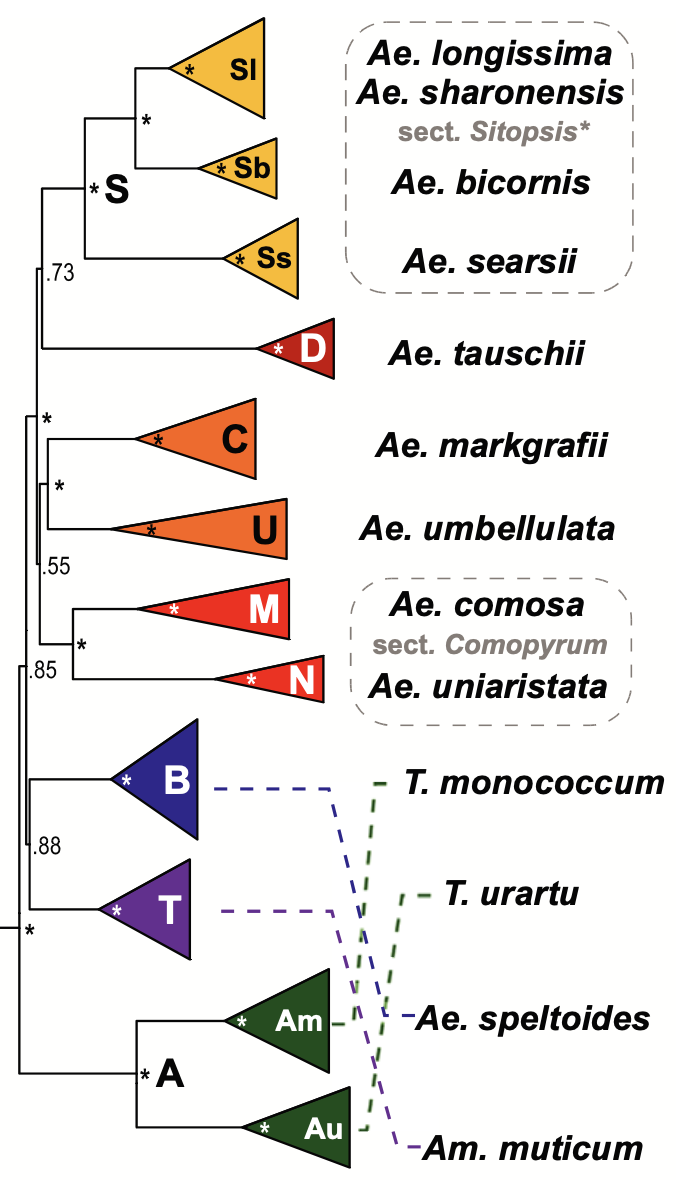 * Sl Ae. longissima
Ae. sharonensis
* sect. Sitopsis*
* Sb Ae. bicornis
* S
* Ss Ae. searsii
.73
* D Ae. tauschii
*
* C Ae. markgrafii
*
* U Ae. umbellulata
.55
* M Ae. comosa
* sect. Comopyrum
.85
* N Ae. uniaristata
* B T. monococcum
.88
* T T. urartu
*
* Am Ae. speltoides
* A
* Au Am. muticum